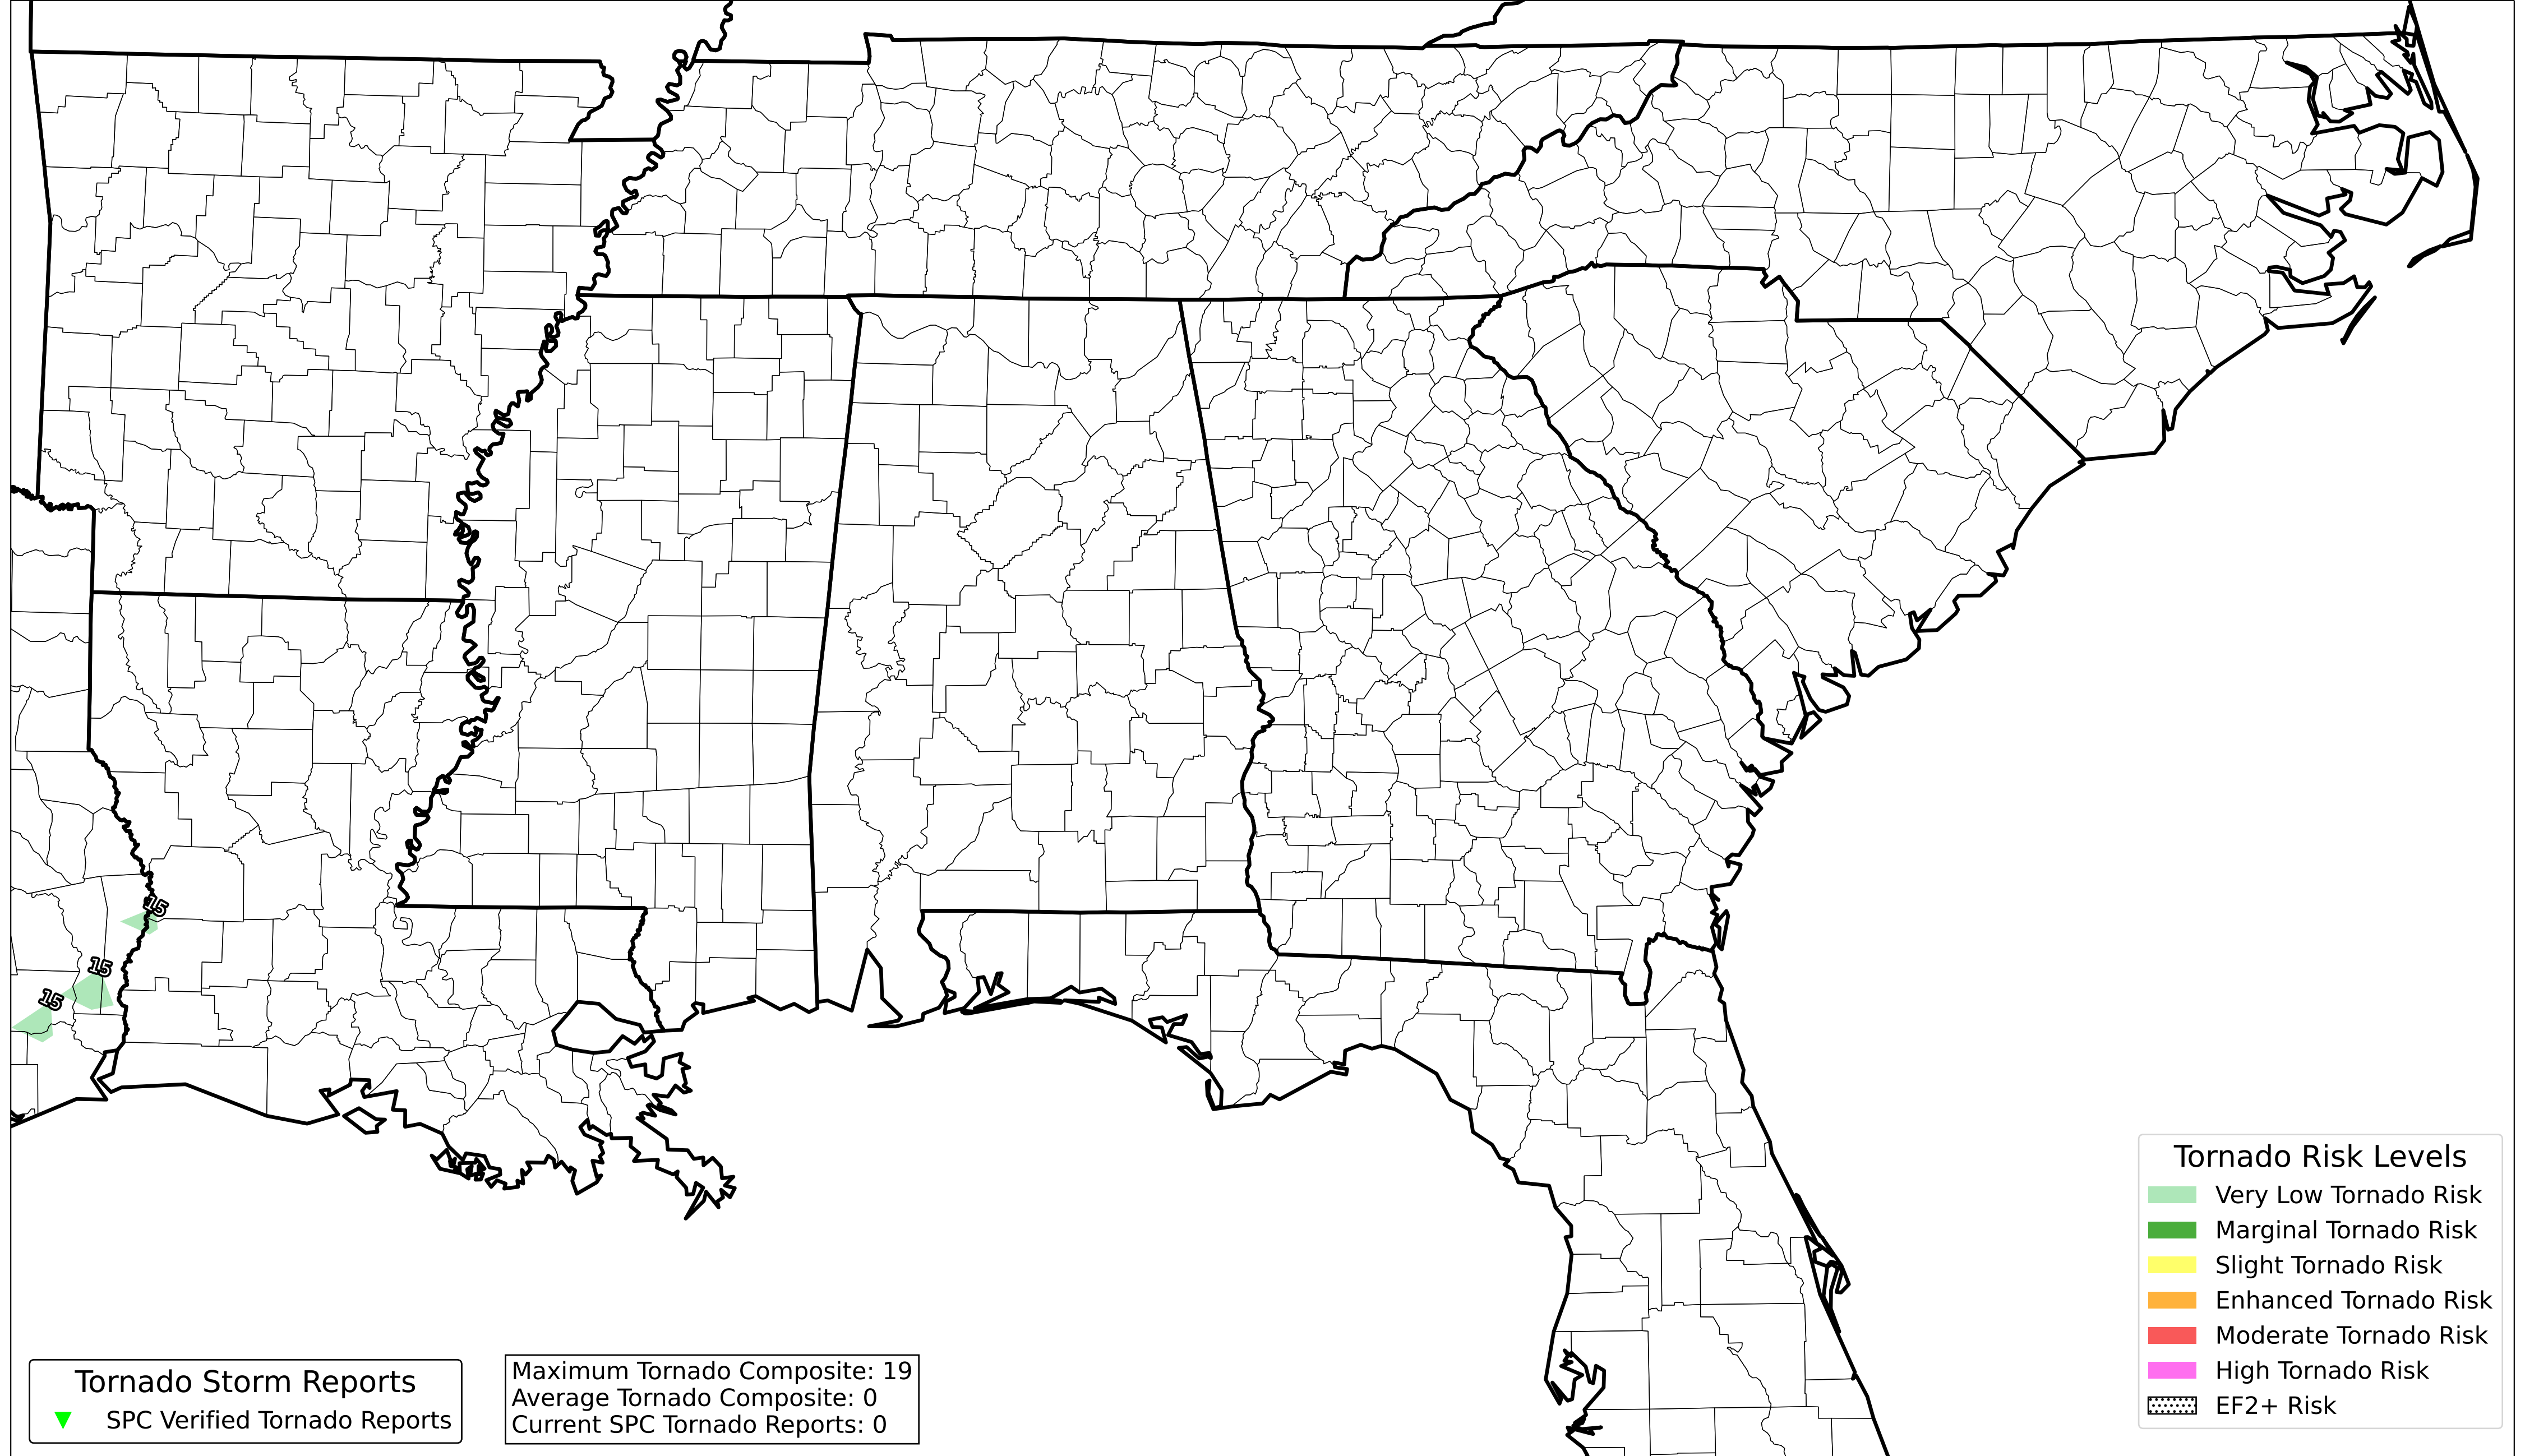 15
15
15
Tornado Storm Reports
SPC Verified Tornado Reports
Maximum Tornado Composite: 19
Average Tornado Composite: 0
Current SPC Tornado Reports: 0
Tornado Risk Levels
Very Low Tornado Risk
Marginal Tornado Risk
Slight Tornado Risk
Enhanced Tornado Risk
Moderate Tornado Risk
High Tornado Risk
EF2+ Risk